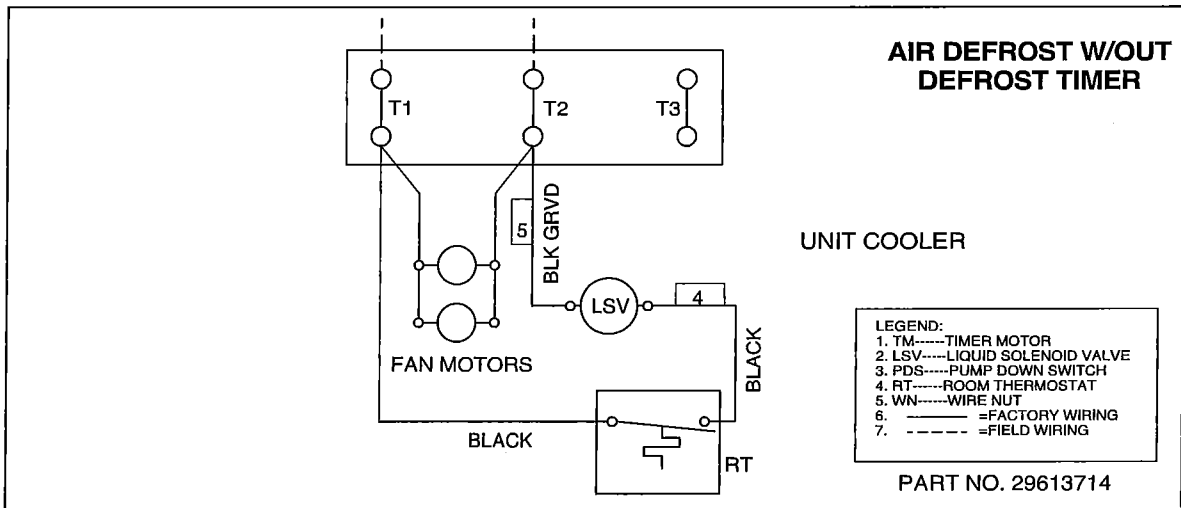 AIR DEFROST W/OUT
DEFROST TIMER
T1
T2
T3
5
BLK GRVD
UNIT COOLER
LSV
4
BLACK
FAN MOTORS
BLACK
RT
LEGEND:
1. TM------TIMER MOTOR
2. LSV-----LIQUID SOLENOID VALVE
3. PDS-----PUMP DOWN SWITCH
4. RT------ROOM THERMOSTAT
5. WN------WIRE NUT
6. ———— =FACTORY WIRING
7. - - - - - - =FIELD WIRING
PART NO. 29613714